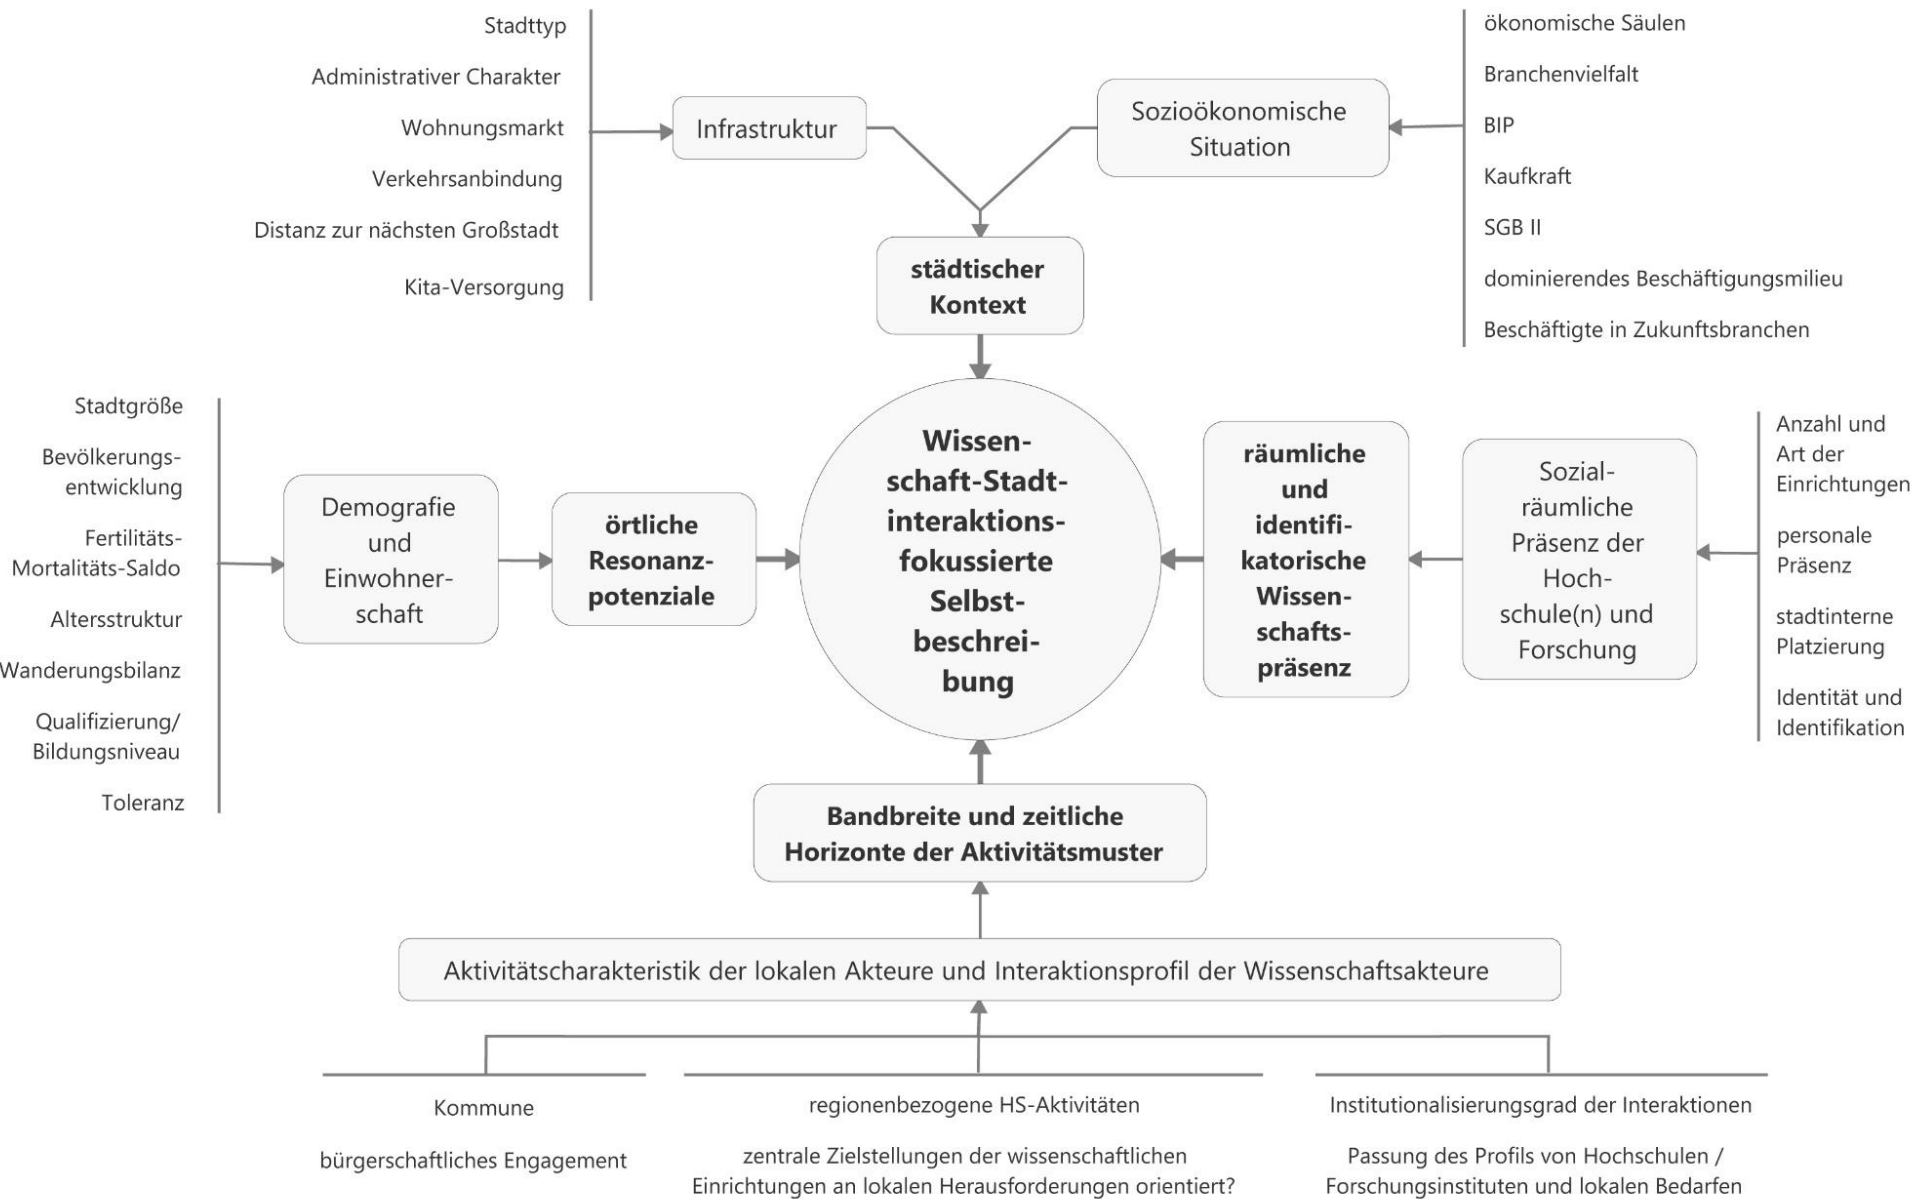 Stadttyp
Administrativer Charakter
Wohnungsmarkt
Verkehrsanbindung
Distanz zur nächsten Großstadt
Kita-Versorgung
Infrastruktur
Sozioökonomische
Situation
ökonomische Säulen
Branchenvielfalt
BIP
Kaufkraft
SGB II
dominierendes Beschäftigungsmilieu
Beschäftigte in Zukunftsbranchen
städtischer
Kontext
Stadtgröße
Bevölkerungs-
entwicklung
Fertilitäts-
Mortalitäts-Saldo
Altersstruktur
Wanderungsbilanz
Qualifizierung/
Bildungsniveau
Toleranz
Demografie
und
Einwohner-
schaft
örtliche
Resonanz-
potenziale
Wissen-
schaft-Stadt-
interaktions-
fokussierte
Selbst-
beschrei-
bung
räumliche
und
identifi-
katorische
Wissen-
schafts-
präsenz
Sozial-
räumliche
Präsenz der
Hoch-
schule(n) und
Forschung
Anzahl und
Art der
Einrichtungen
personale
Präsenz
stadtinterne
Platzierung
Identität und
Identifikation
Bandbreite und zeitliche
Horizonte der Aktivitätsmuster
Aktivitätscharakteristik der lokalen Akteure und Interaktionsprofil der Wissenschaftsakteure
Kommune
bürgerschaftliches Engagement
regionenbezogene HS-Aktivitäten
zentrale Zielstellungen der wissenschaftlichen
Einrichtungen an lokalen Herausforderungen orientiert?
Institutionalisierungsgrad der Interaktionen
Passung des Profils von Hochschulen /
Forschungsinstituten und lokalen Bedarfen